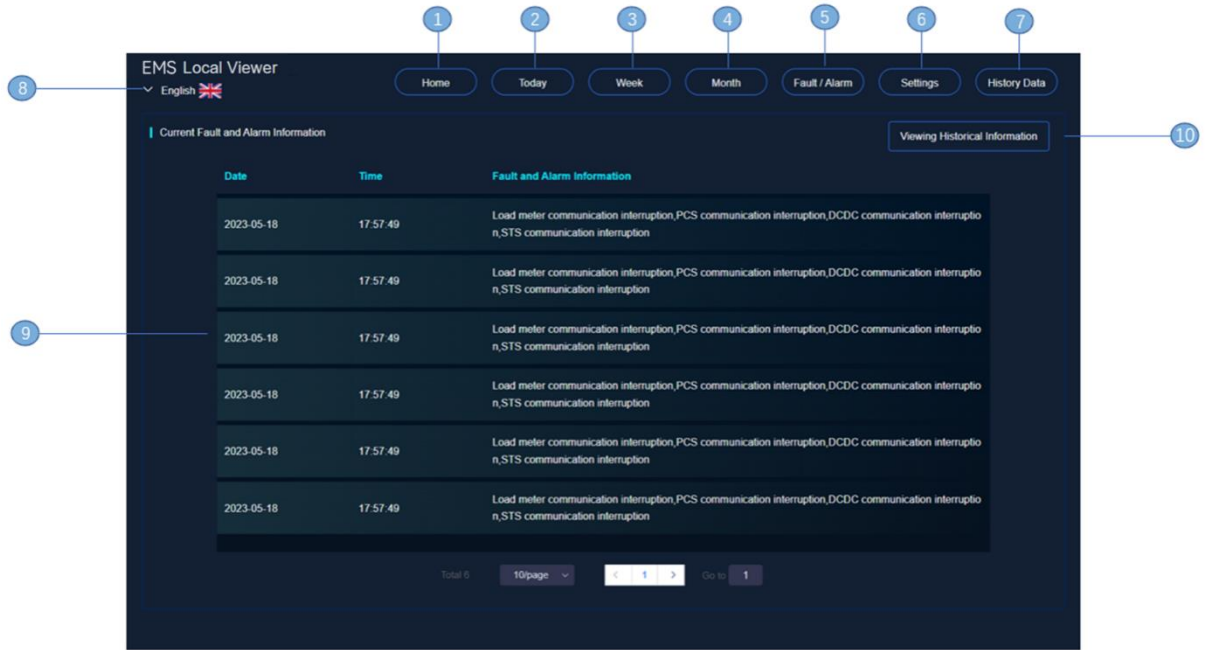 1 2 3 4 5 6 7
EMS Local Viewer
8
English
Home Today Week Month Fault / Alarm Settings History Data
Current Fault and Alarm Information
Viewing Historical Information
10
Date Time Fault and Alarm Information
2023-05-18 17:57:49 Load meter communication interruption,PCS communication interruption,DCDC communication interruptio
n,STS communication interruption
2023-05-18 17:57:49 Load meter communication interruption,PCS communication interruption,DCDC communication interruptio
n,STS communication interruption
9
2023-05-18 17:57:49 Load meter communication interruption,PCS communication interruption,DCDC communication interruptio
n,STS communication interruption
2023-05-18 17:57:49 Load meter communication interruption,PCS communication interruption,DCDC communication interruptio
n,STS communication interruption
2023-05-18 17:57:49 Load meter communication interruption,PCS communication interruption,DCDC communication interruptio
n,STS communication interruption
2023-05-18 17:57:49 Load meter communication interruption,PCS communication interruption,DCDC communication interruptio
n,STS communication interruption
Total 6 10/page < 1 > Go to 1